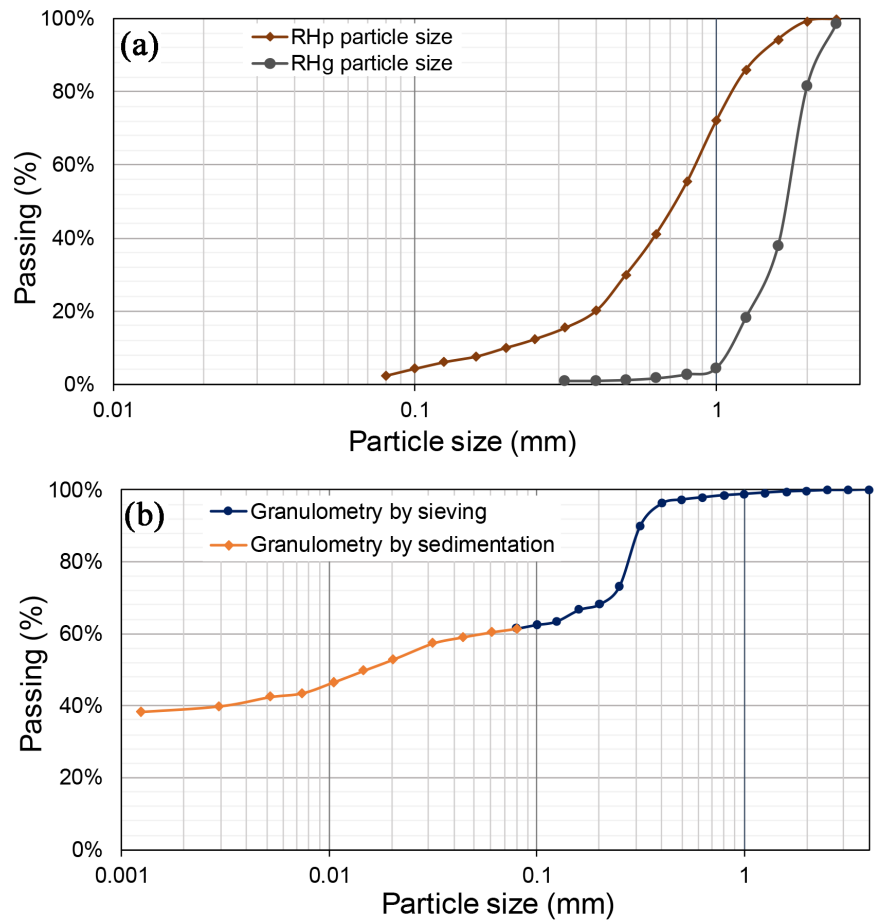 (a)
RHp particle size
RHg particle size
100%
80%
60%
40%
20%
0%
Passing (%)
0.01
0.1
1
Particle size (mm)
(b)
Granulometry by sieving
Granulometry by sedimentation
100%
80%
60%
40%
20%
0%
Passing (%)
0.001
0.01
0.1
1
Particle size (mm)